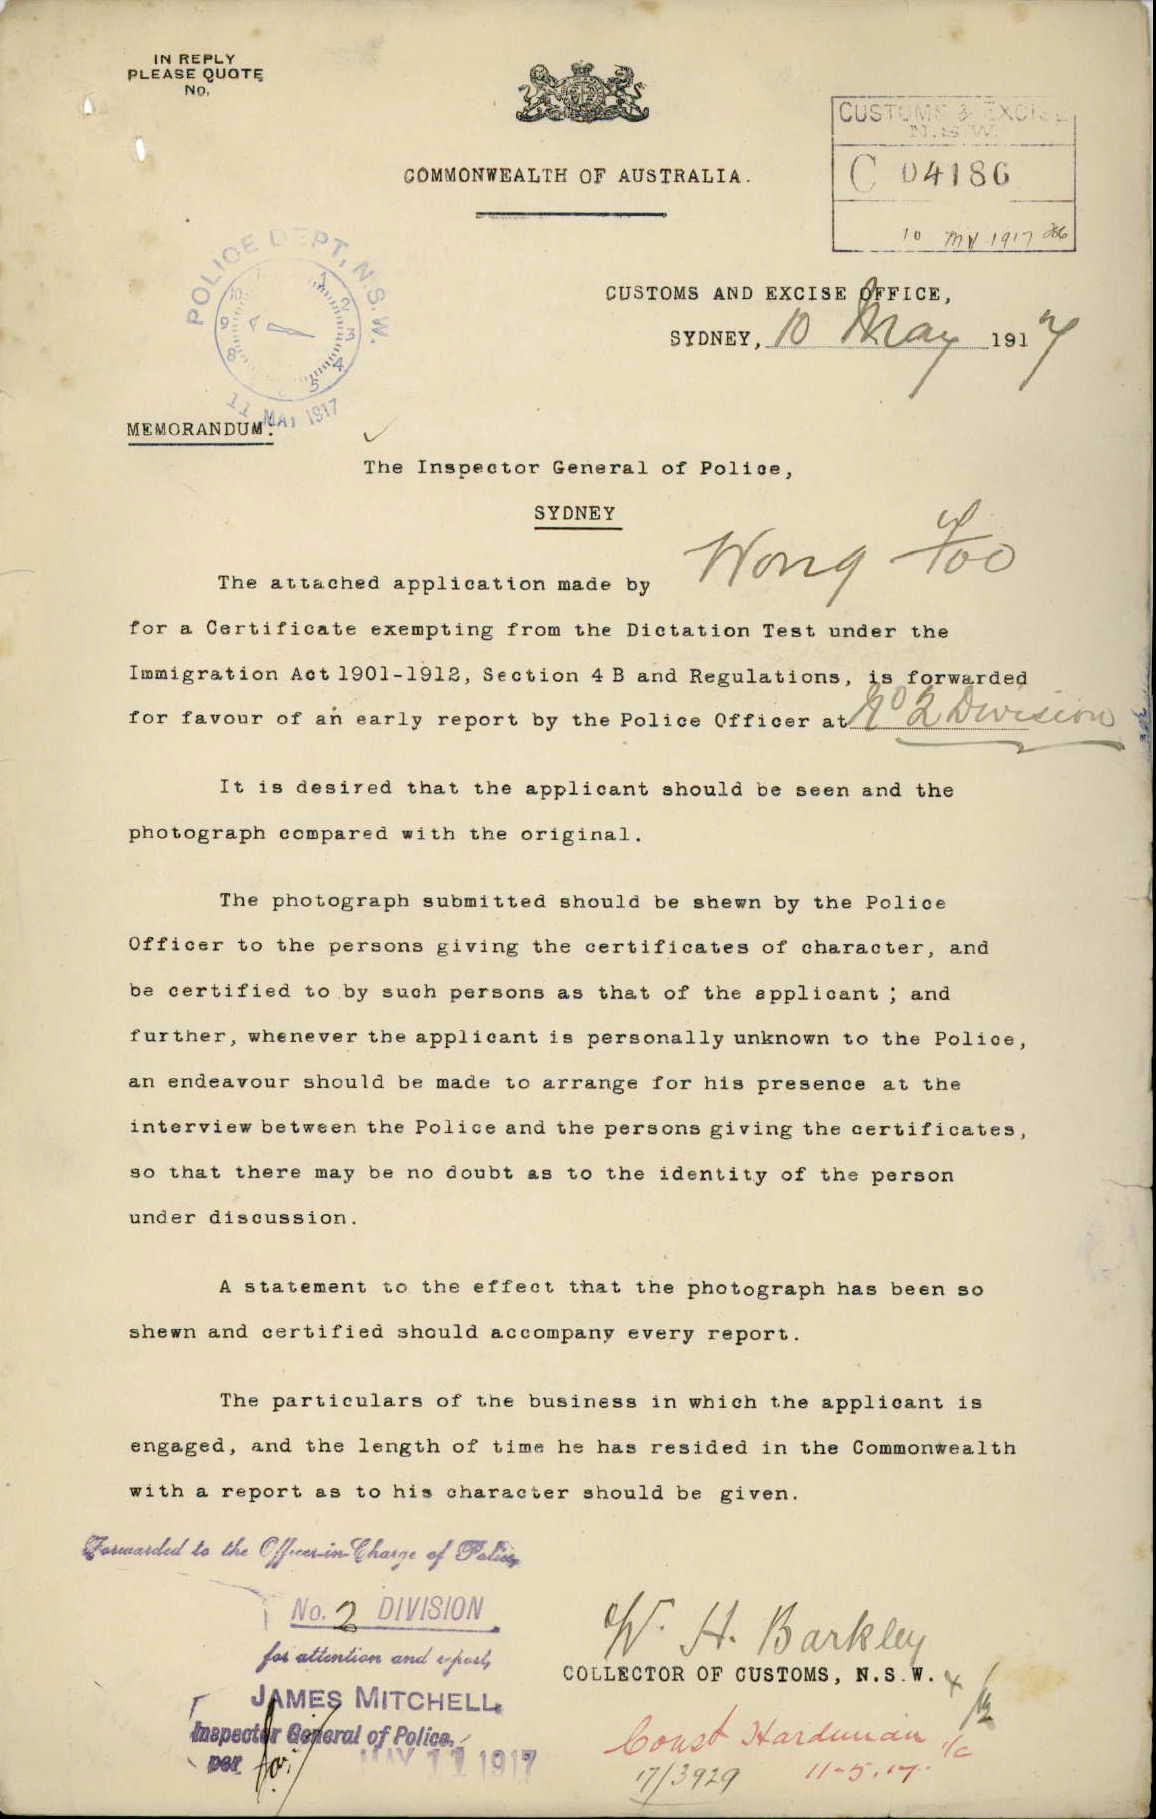 IN REPLY
PLEASE QUOTE
No.
CUSTOMS & EXCISE
N.S.W.
C 04186
10 MY 1917
COMMONWEALTH OF AUSTRALIA.
POLICE DEPT, N.S.W.
11 MAY 1917
CUSTOMS AND EXCISE OFFICE,
SYDNEY, 10 May 1917
MEMORANDUM:
The Inspector General of Police,
SYDNEY
The attached application made by Wong Foo
for a Certificate exempting from the Dictation Test under the
Immigration Act 1901-1912, Section 4 B and Regulations, is forwarded
for favour of an early report by the Police Officer at No 2 Division
It is desired that the applicant should be seen and the
photograph compared with the original.
The photograph submitted should be shewn by the Police
Officer to the persons giving the certificates of character, and
be certified to by such persons as that of the applicant ; and
further, whenever the applicant is personally unknown to the Police,
an endeavour should be made to arrange for his presence at the
interview between the Police and the persons giving the certificates,
so that there may be no doubt as to the identity of the person
under discussion.
A statement to the effect that the photograph has been so
shewn and certified should accompany every report.
The particulars of the business in which the applicant is
engaged, and the length of time he has resided in the Commonwealth
with a report as to his character should be given.
Forwarded to the Officer-in-Charge of Police,
No. 2 DIVISION
for attention and report,
JAMES MITCHELL.
Inspector General of Police.
per
MAY 11 1917
W. H. Barkley
COLLECTOR OF CUSTOMS, N.S.W.
Const Hardiman
17/3929
11-5.17.